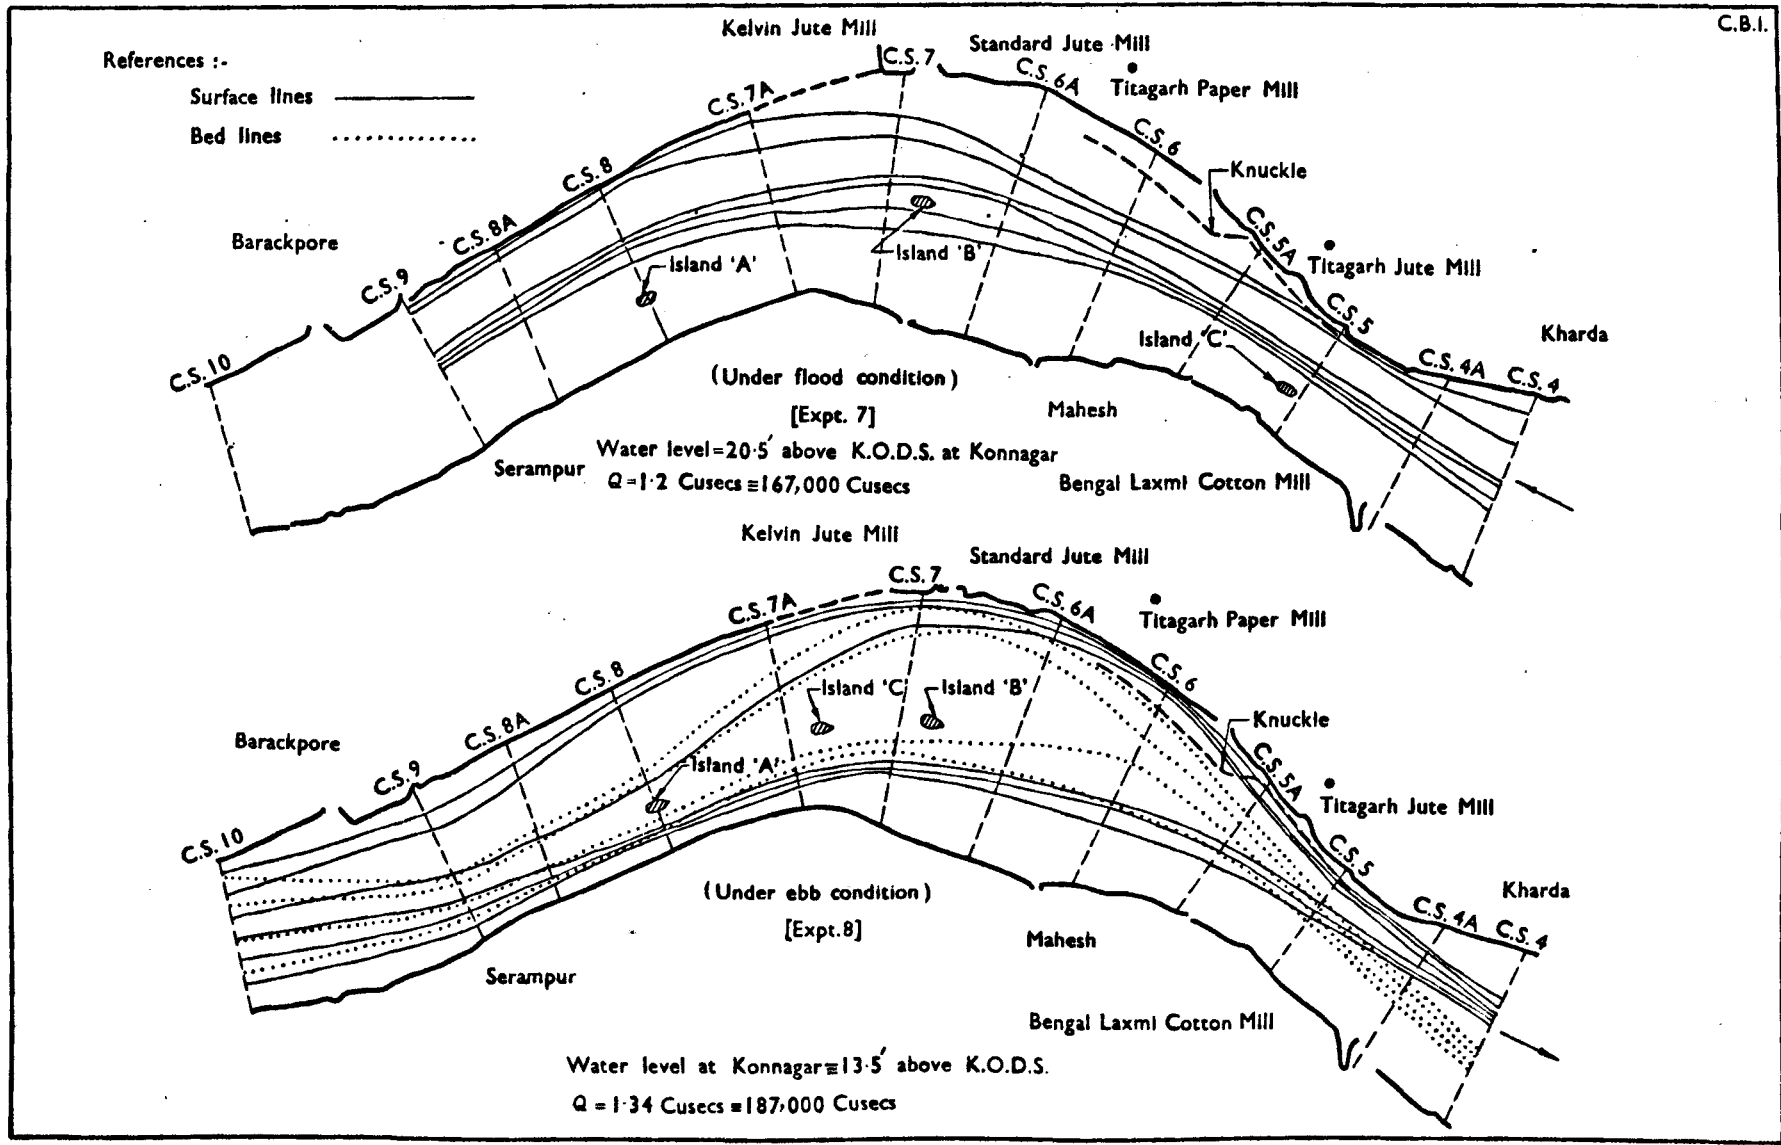 C.B.I.
Kelvin Jute Mill
References :-
Surface lines
Bed lines
C.S. 7
Standard Jute Mill
C.S. 6A
Titagarh Paper Mill
C.S. 7A
C.S. 6
Knuckle
C.S. 8
C.S. 8A
Barackpore
C.S. 5A
Titagarh Jute Mill
Island 'A'
Island 'B'
C.S. 9
C.S. 5
Island 'C'
Kharda
C.S. 10
C.S. 4A
C.S. 4
(Under flood condition)
[Expt. 7]
Mahesh
Water level=20·5′ above K.O.D.S. at Konnagar
Serampur
Q=1·2 Cusecs≡167,000 Cusecs
Bengal Laxmi Cotton Mill
Kelvin Jute Mill
Standard Jute Mill
C.S. 7
C.S. 7A
C.S. 6A
Titagarh Paper Mill
C.S. 8
C.S. 6
Island 'C'
Island 'B'
Knuckle
C.S. 8A
Barackpore
Island 'A'
C.S. 9
C.S. 5A
Titagarh Jute Mill
C.S. 10
C.S. 5
(Under ebb condition)
Kharda
C.S. 4A
C.S. 4
[Expt.8]
Mahesh
Serampur
Bengal Laxmi Cotton Mill
Water level at Konnagar≡13·5′ above K.O.D.S.
Q = 1·34 Cusecs ≡187,000 Cusecs